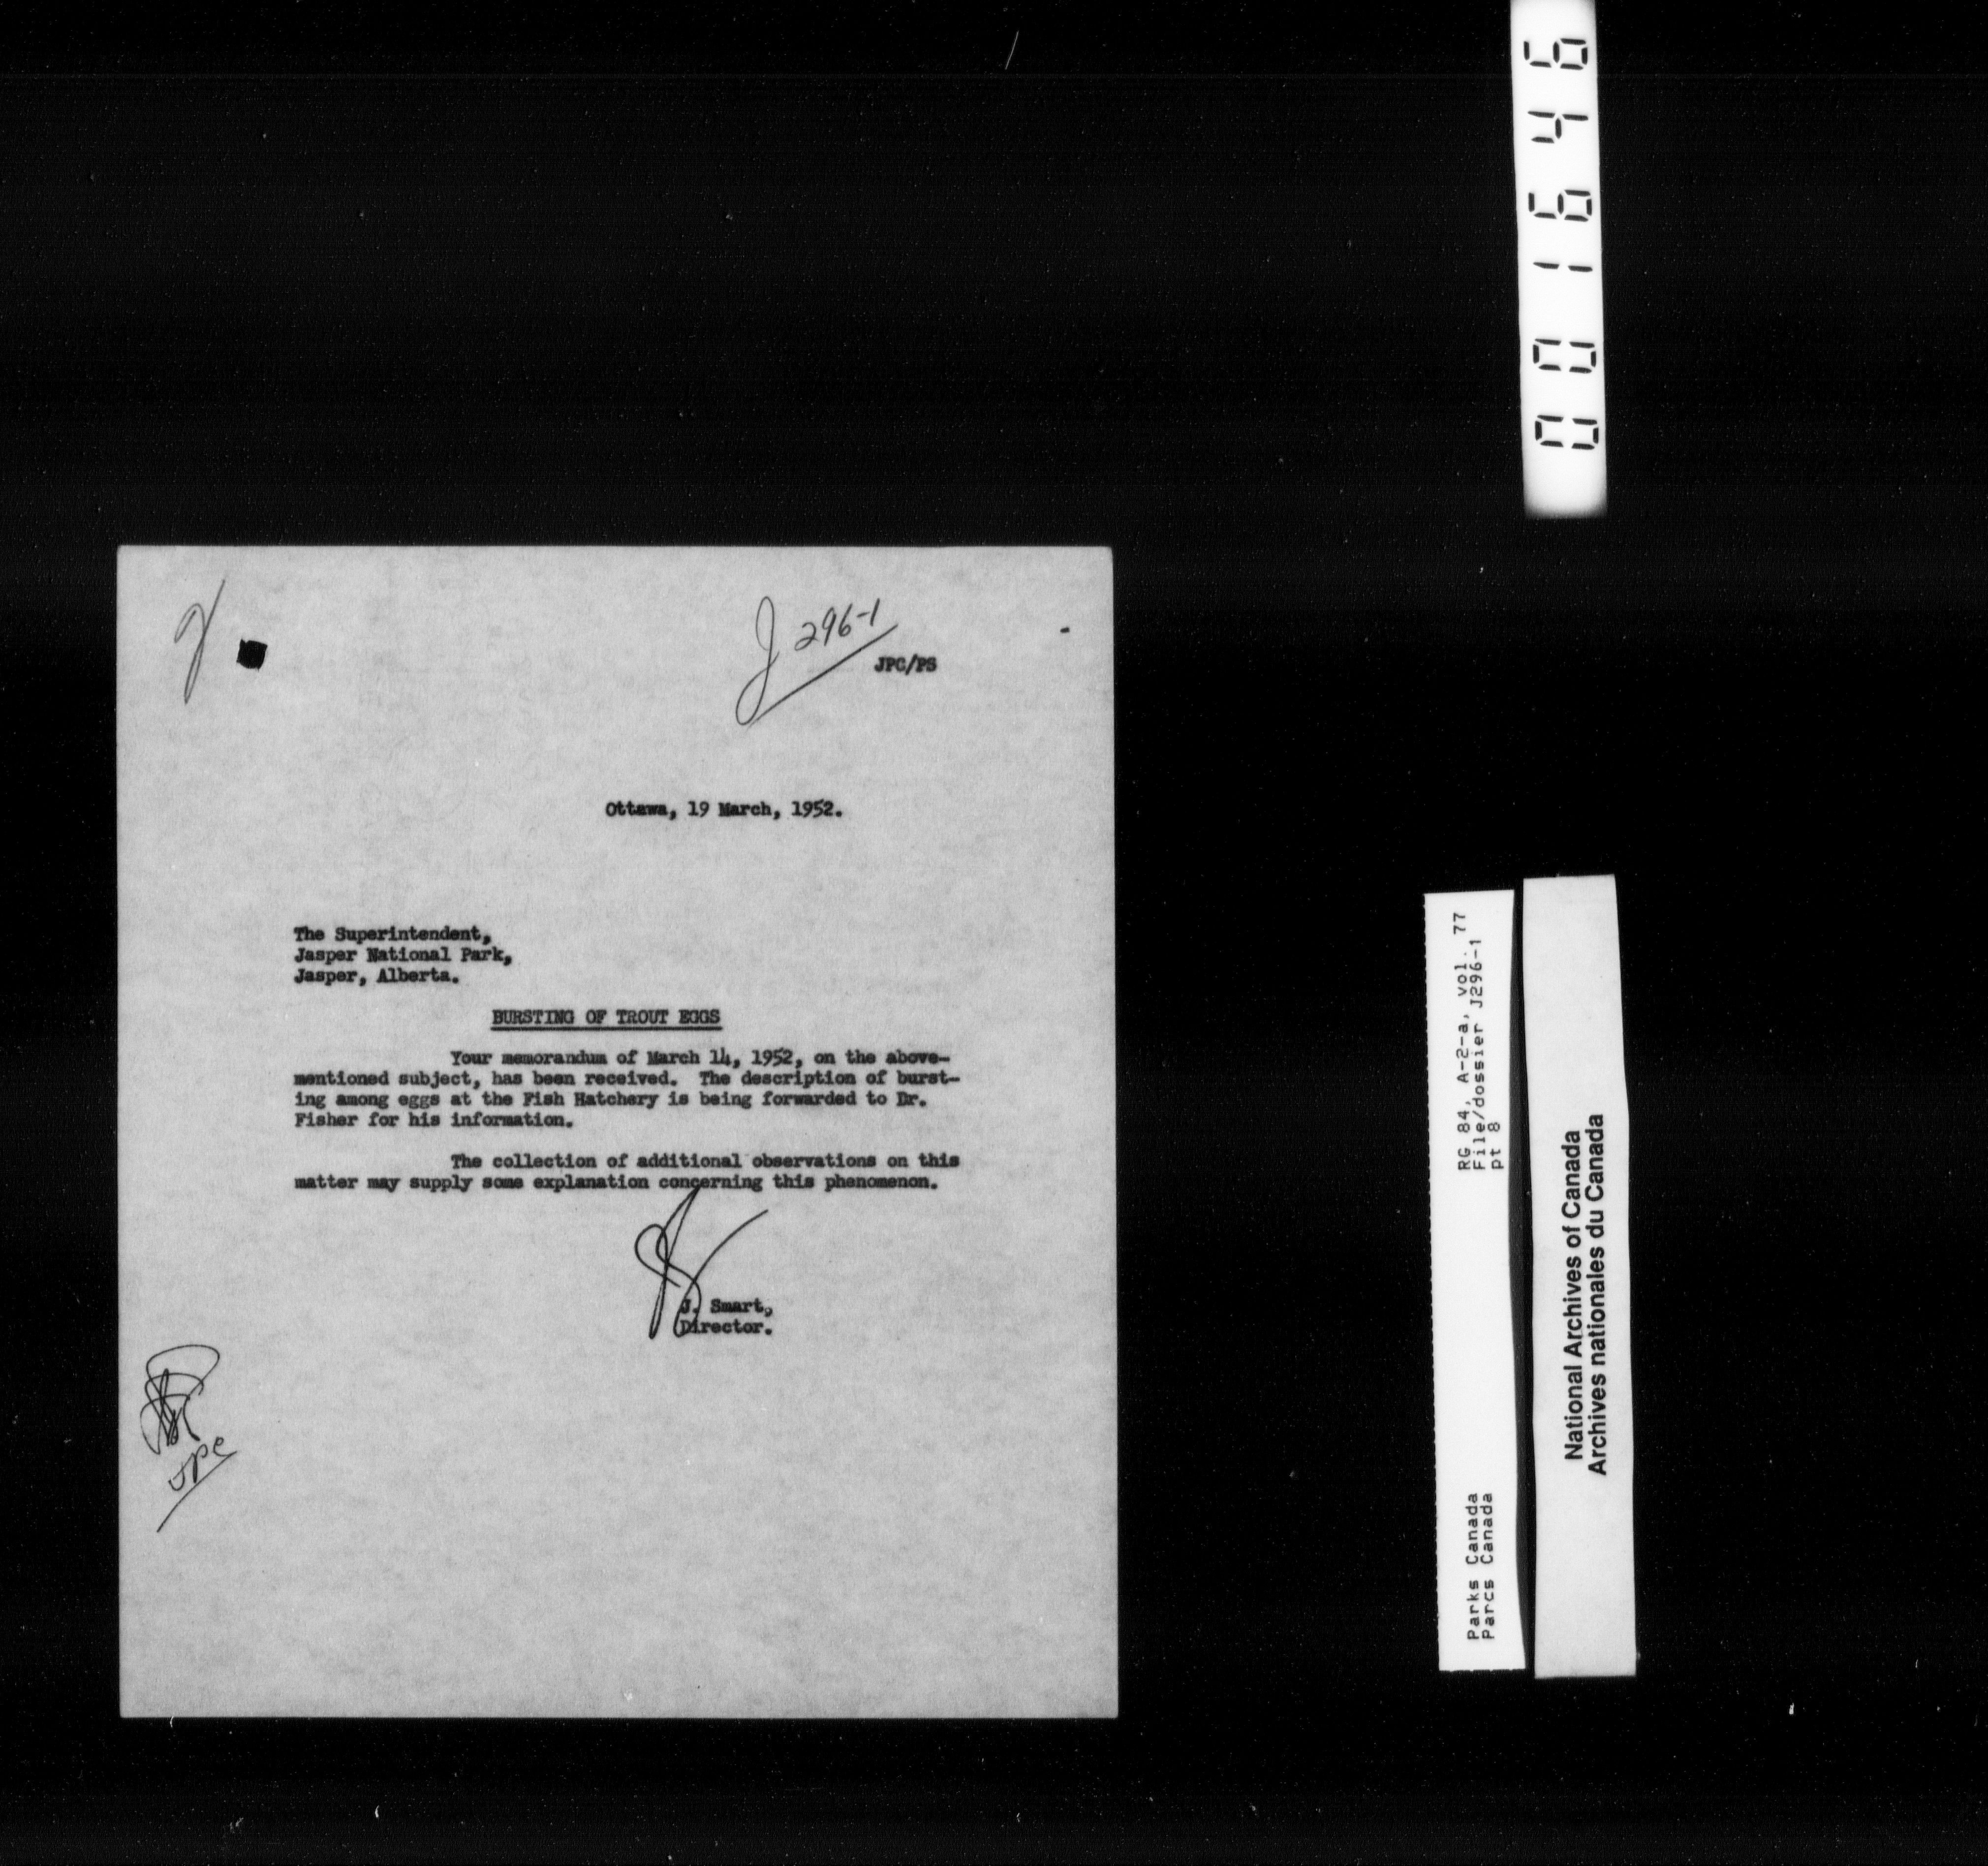 001646
J 296-1
JPC/PS
Ottawa, 19 March, 1952.
The Superintendent,
Jasper National Park,
Jasper, Alberta.
BURSTING OF TROUT EGGS
Your memorandum of March 14, 1952, on the above-
mentioned subject, has been received. The description of burst-
ing among eggs at the Fish Hatchery is being forwarded to Dr.
Fisher for his information.
The collection of additional observations on this
matter may supply some explanation concerning this phenomenon.
J. Smart,
Director.
JPC
RG 84, A-2-a, vol. 77
File/dossier J296-1
pt 8
Parks Canada
Parcs Canada
National Archives of Canada
Archives nationales du Canada